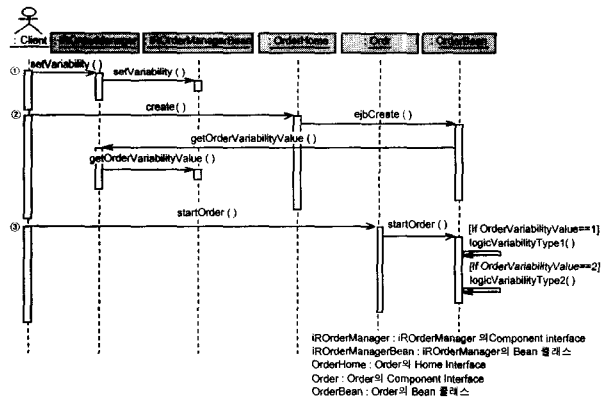 : Client
: iROrderManager
: iROrderManagerBean
: OrderHome
: Ordr
: OrderBean
①
setVariability ( )
setVariability ( )
②
create( )
ejbCreate ( )
getOrderVariabilityValue ( )
getOrderVariabilityValue ( )
③
startOrder ( )
startOrder ( )
[if OrderVariabilityValue==1]
logicVariabilityType1()
[If OrderVariabilityValue==2]
logicVariabilityType2( )
iROrderManager : iROrderManager 의Component interface
iROrderManagerBean : iROrderManager의 Bean 클래스
OrderHome : Order의 Home Interface
Order : Order의 Component Interface
OrderBean : Order의 Bean 클래스